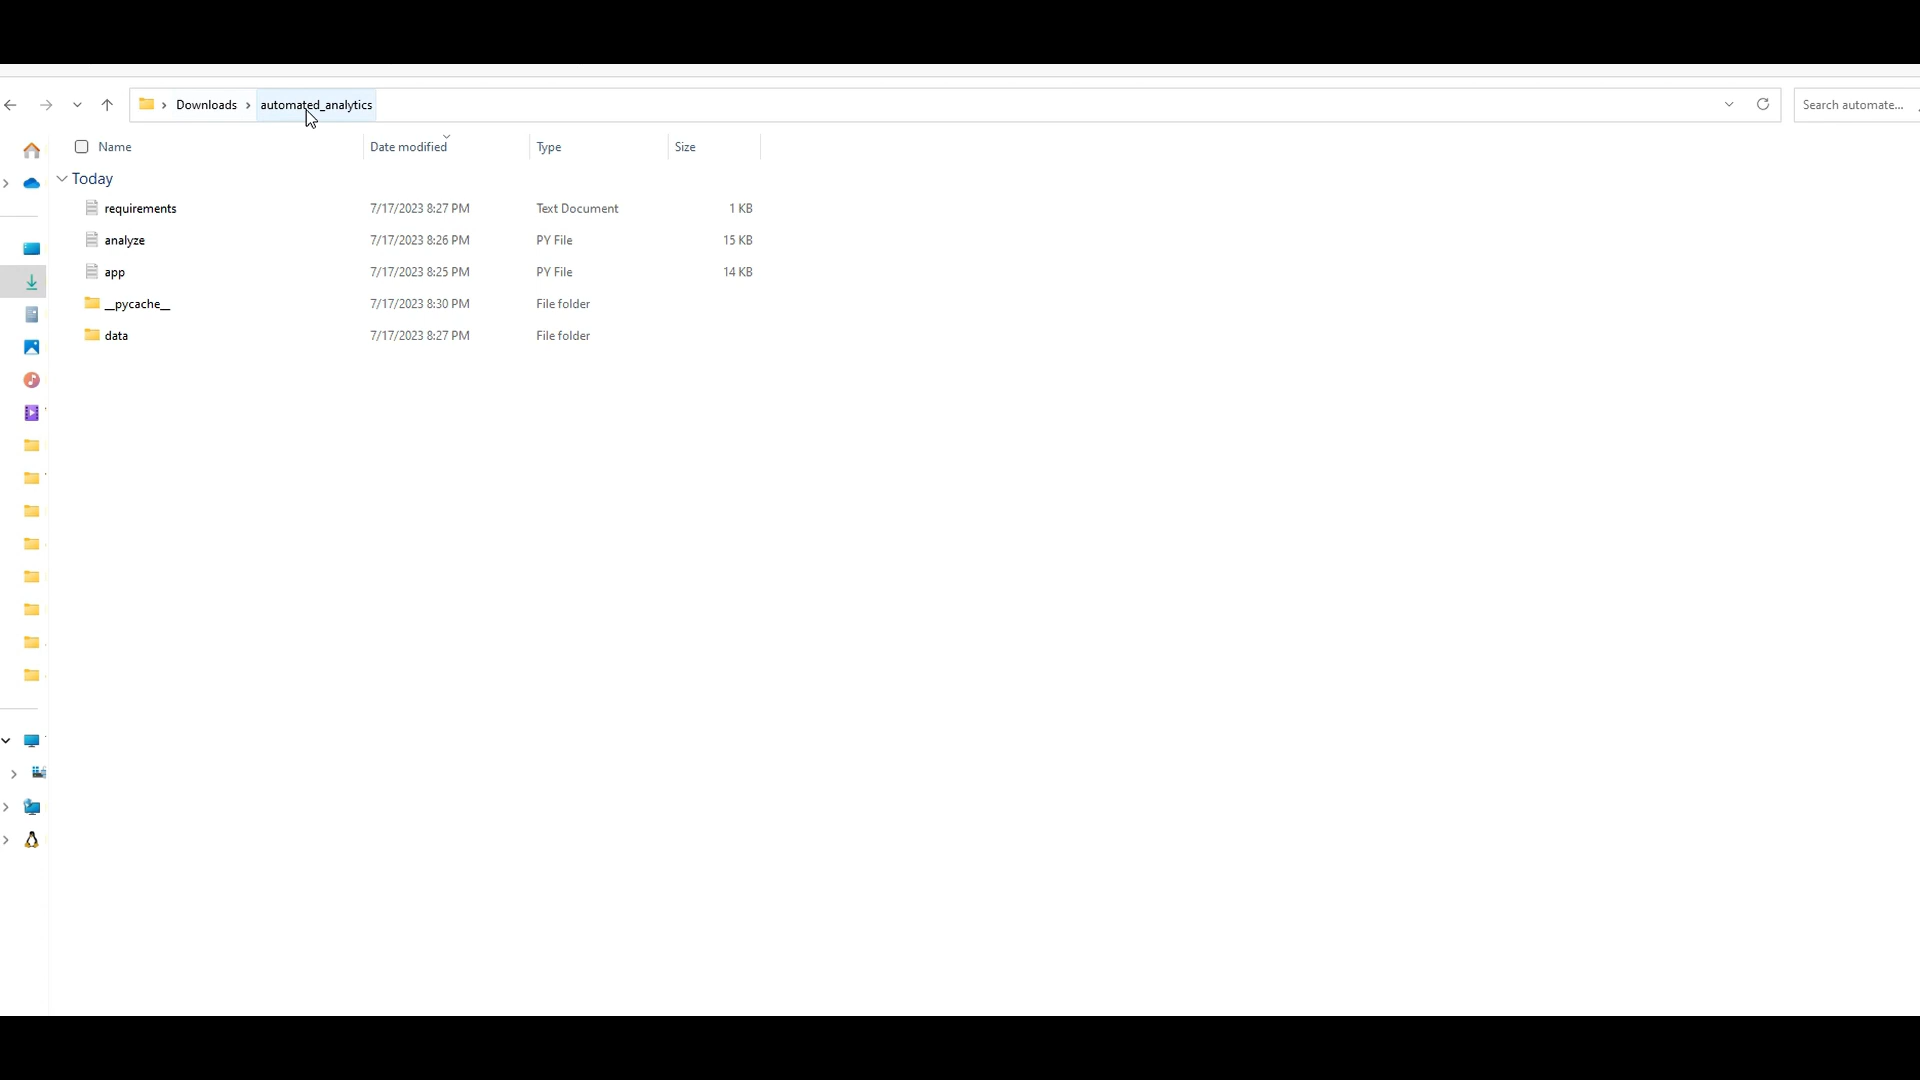 Downloads > automated_analytics
Search automate...
Name Date modified Type Size
Today
requirements 7/17/2023 8:27 PM Text Document 1 KB
analyze 7/17/2023 8:26 PM PY File 15 KB
app 7/17/2023 8:25 PM PY File 14 KB
__pycache__ 7/17/2023 8:30 PM File folder
data 7/17/2023 8:27 PM File folder